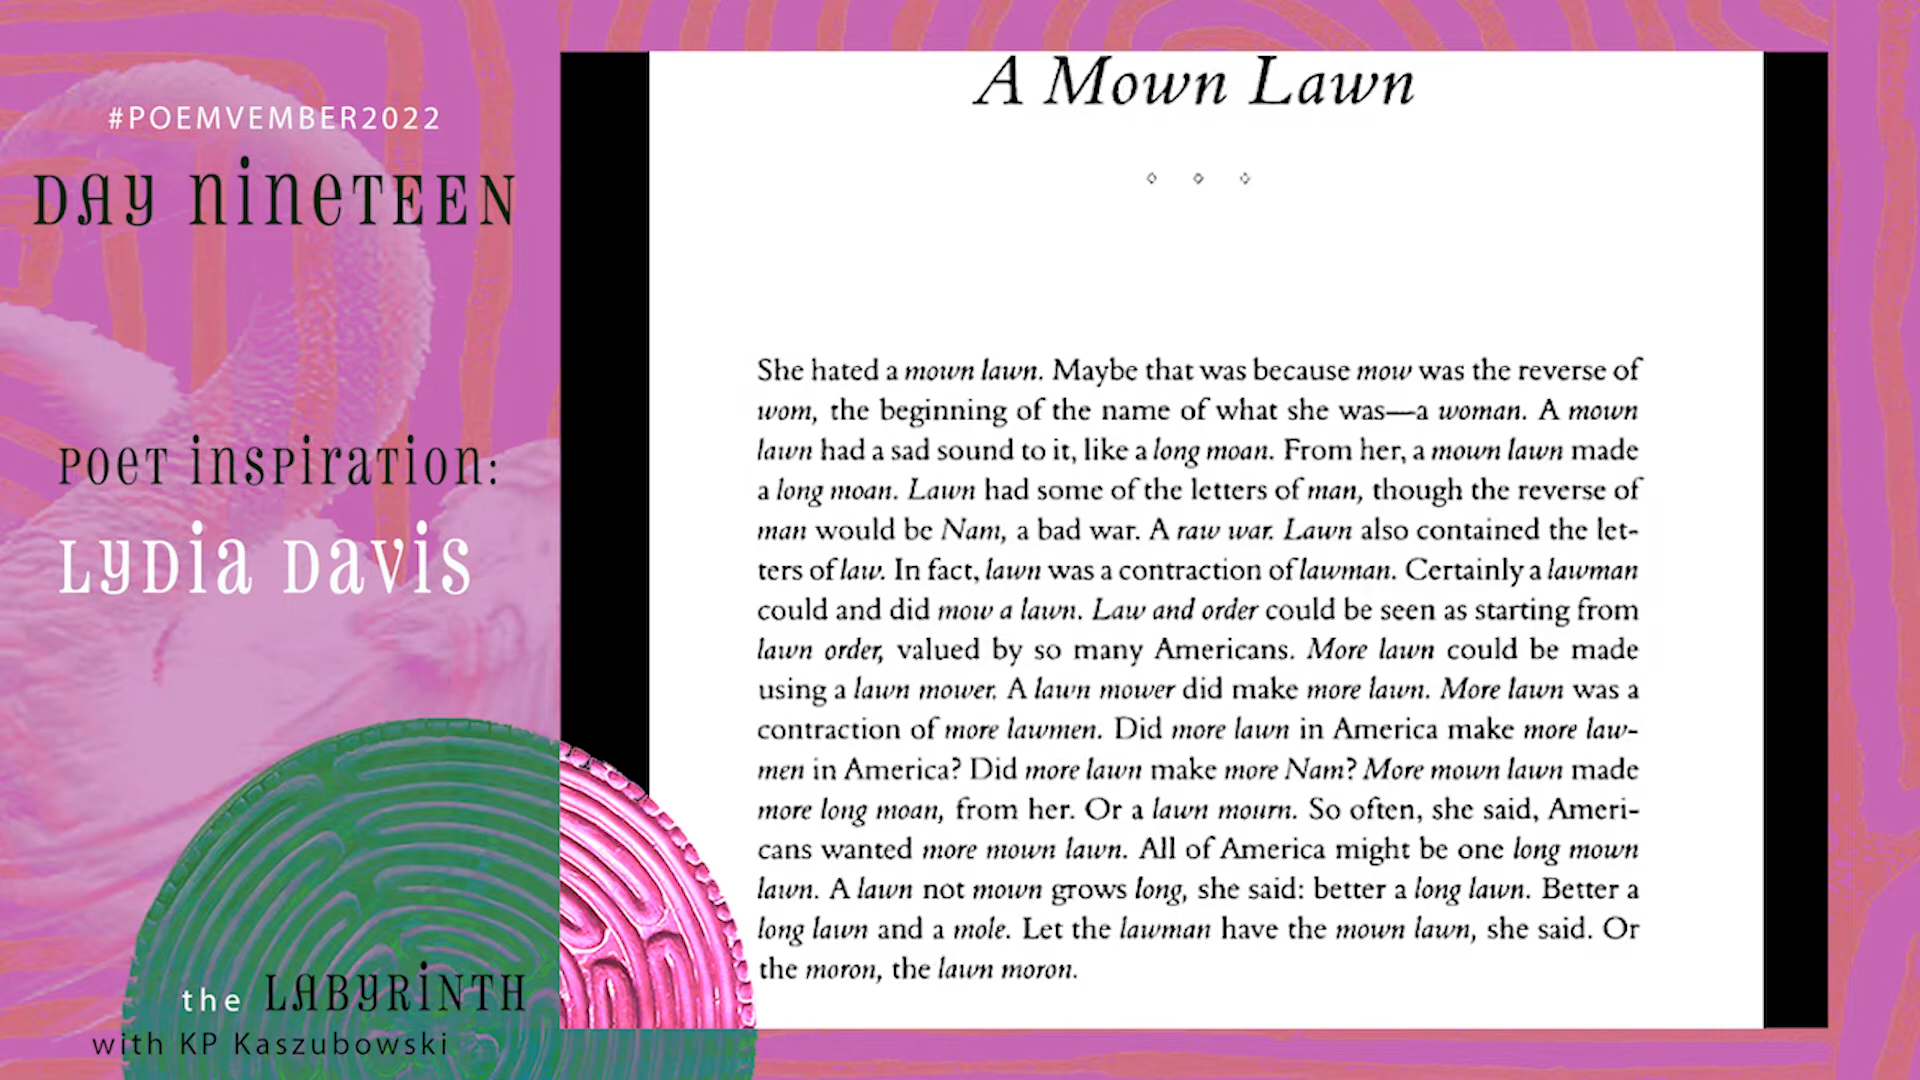 #POEMVEMBER2022
DAY nineTEEN
POET inspiration:
Lydia Davis
the LABYRINTH
with KP Kaszubowski
A Mown Lawn
She hated a mown lawn. Maybe that was because mow was the reverse of
wom, the beginning of the name of what she was—a woman. A mown
lawn had a sad sound to it, like a long moan. From her, a mown lawn made
a long moan. Lawn had some of the letters of man, though the reverse of
man would be Nam, a bad war. A raw war. Lawn also contained the let-
ters of law. In fact, lawn was a contraction of lawman. Certainly a lawman
could and did mow a lawn. Law and order could be seen as starting from
lawn order, valued by so many Americans. More lawn could be made
using a lawn mower. A lawn mower did make more lawn. More lawn was a
contraction of more lawmen. Did more lawn in America make more law-
men in America? Did more lawn make more Nam? More mown lawn made
more long moan, from her. Or a lawn mourn. So often, she said, Ameri-
cans wanted more mown lawn. All of America might be one long mown
lawn. A lawn not mown grows long, she said: better a long lawn. Better a
long lawn and a mole. Let the lawman have the mown lawn, she said. Or
the moron, the lawn moron.